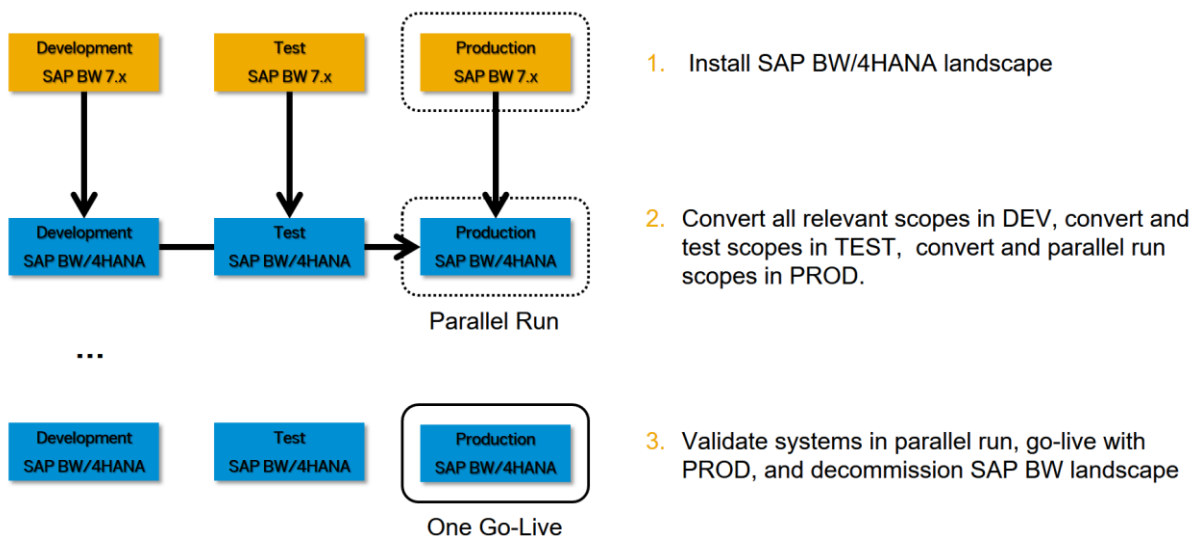 Development
SAP BW 7.x
Test
SAP BW 7.x
Production
SAP BW 7.x
1. Install SAP BW/4HANA landscape
Development
SAP BW/4HANA
Test
SAP BW/4HANA
Production
SAP BW/4HANA
Parallel Run
2. Convert all relevant scopes in DEV, convert and
test scopes in TEST, convert and parallel run
scopes in PROD.
...
Development
SAP BW/4HANA
Test
SAP BW/4HANA
Production
SAP BW/4HANA
One Go-Live
3. Validate systems in parallel run, go-live with
PROD, and decommission SAP BW landscape